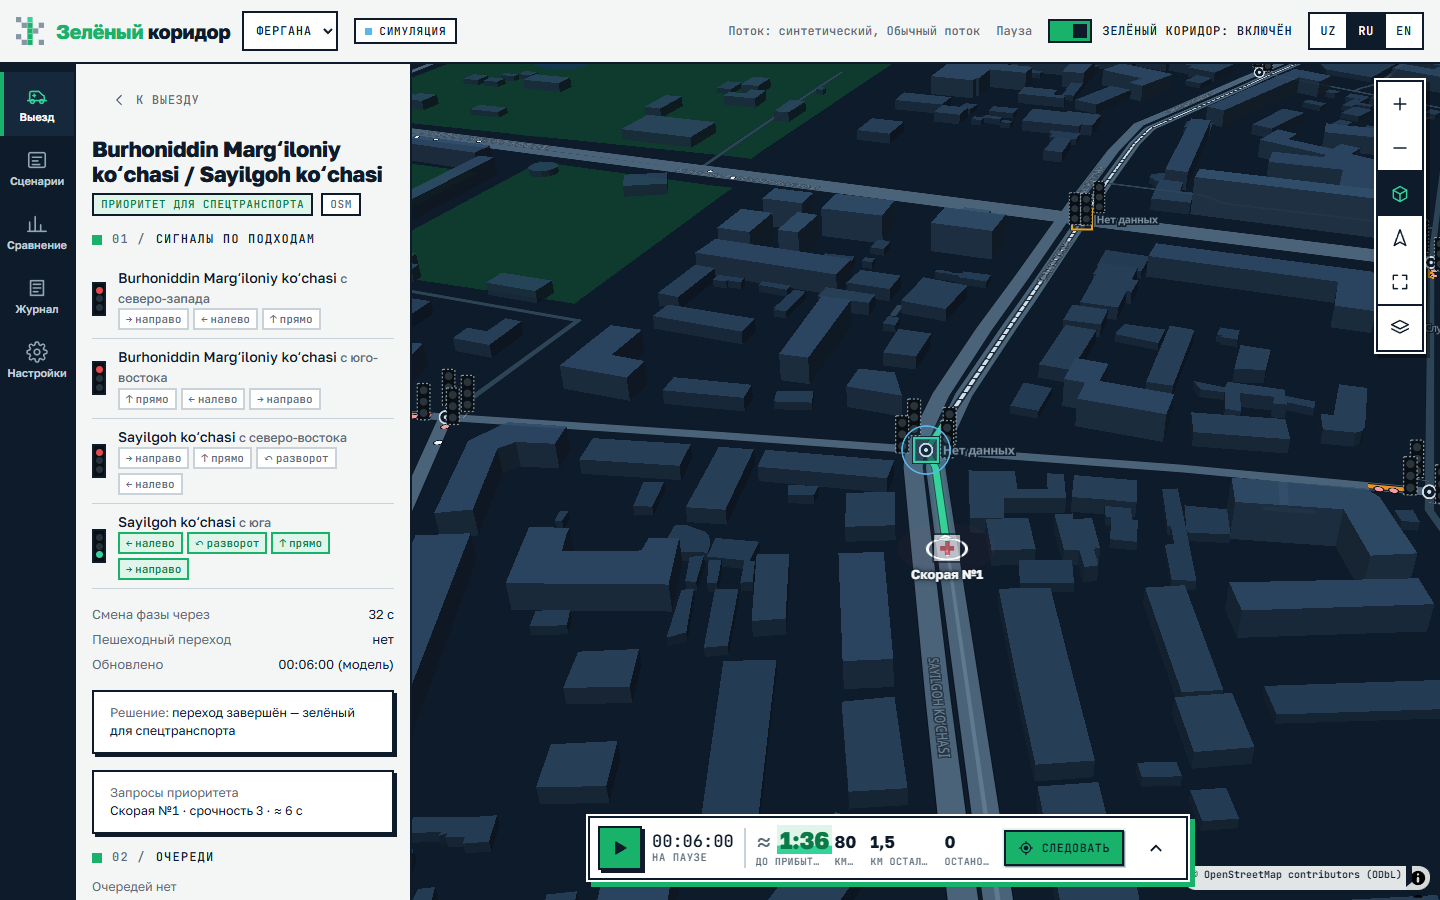 Зелёный коридор
ФЕРГАНА
СИМУЛЯЦИЯ
Поток: синтетический, Обычный поток
Пауза
ЗЕЛЁНЫЙ КОРИДОР: ВКЛЮЧЁН
UZ
RU
EN
Выезд
Сценарии
Сравнение
Журнал
Настройки
К ВЫЕЗДУ
Burhoniddin Margʻiloniy
koʻchasi / Sayilgoh koʻchasi
ПРИОРИТЕТ ДЛЯ СПЕЦТРАНСПОРТА
OSM
01 / СИГНАЛЫ ПО ПОДХОДАМ
Burhoniddin Margʻiloniy koʻchasi с
северо-запада
→ направо
← налево
↑ прямо
Burhoniddin Margʻiloniy koʻchasi с юго-
востока
↑ прямо
← налево
→ направо
Sayilgoh koʻchasi с северо-востока
→ направо
↑ прямо
↶ разворот
← налево
Sayilgoh koʻchasi с юга
← налево
↶ разворот
↑ прямо
→ направо
Смена фазы через 32 с
Пешеходный переход нет
Обновлено 00:06:00 (модель)
Решение: переход завершён — зелёный
для спецтранспорта
Запросы приоритета
Скорая №1 · срочность 3 · ≈ 6 с
02 / ОЧЕРЕДИ
Очередей нет
Нет данных
Нет данных
Скорая №1
SAYILGOH KOʻCHASI
00:06:00
НА ПАУЗЕ
≈ 1:36
ДО ПРИБЫТ…
80
КМ…
1,5
КМ ОСТАЛ…
0
ОСТАНО…
СЛЕДОВАТЬ
OpenStreetMap contributors (ODbL)